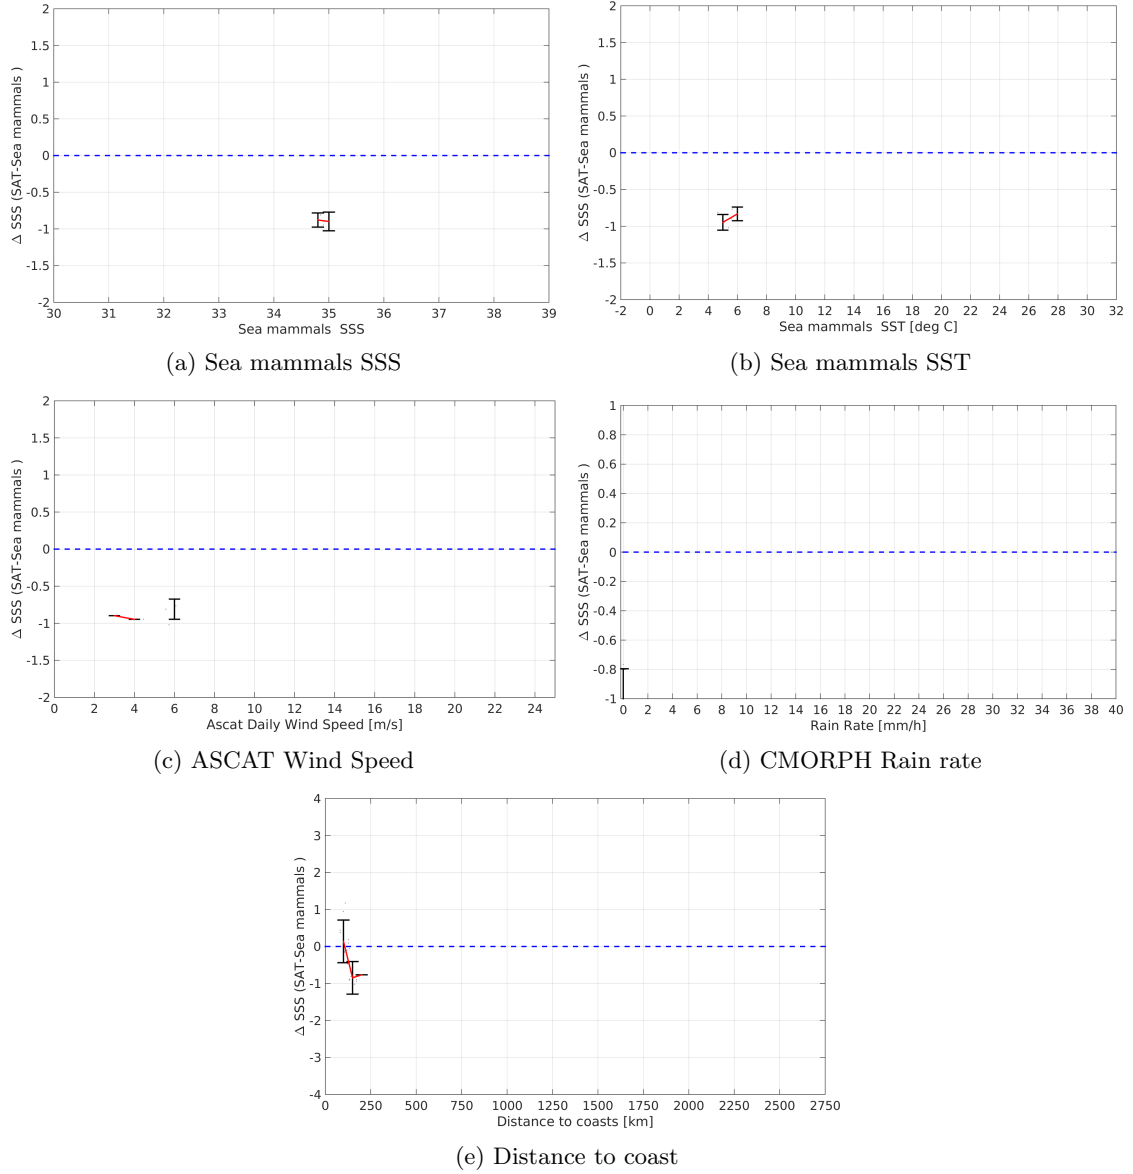 2
1.5
1
0.5
0
-0.5
-1
-1.5
-2
Δ SSS (SAT-Sea mammals )
30 31 32 33 34 35 36 37 38 39
Sea mammals SSS
(a) Sea mammals SSS
2
1.5
1
0.5
0
-0.5
-1
-1.5
-2
Δ SSS (SAT-Sea mammals )
-2 0 2 4 6 8 10 12 14 16 18 20 22 24 26 28 30 32
Sea mammals SST [deg C]
(b) Sea mammals SST
2
1.5
1
0.5
0
-0.5
-1
-1.5
-2
Δ SSS (SAT-Sea mammals )
0 2 4 6 8 10 12 14 16 18 20 22 24
Ascat Daily Wind Speed [m/s]
(c) ASCAT Wind Speed
1
0.8
0.6
0.4
0.2
0
-0.2
-0.4
-0.6
-0.8
-1
Δ SSS (SAT-Sea mammals )
0 2 4 6 8 10 12 14 16 18 20 22 24 26 28 30 32 34 36 38 40
Rain Rate [mm/h]
(d) CMORPH Rain rate
4
3
2
1
0
-1
-2
-3
-4
Δ SSS (SAT-Sea mammals )
0 250 500 750 1000 1250 1500 1750 2000 2250 2500 2750
Distance to coasts [km]
(e) Distance to coast